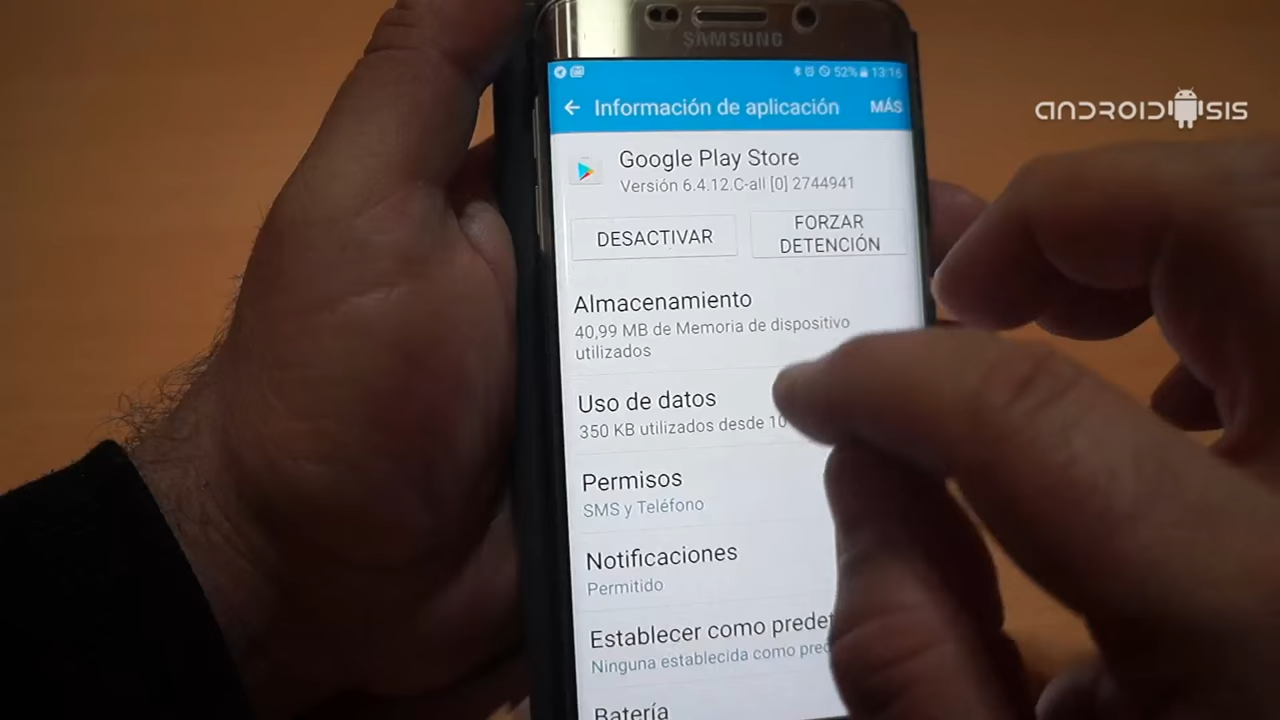 SAMSUNG
52% 13:16
Información de aplicación MÁS
ANDROIDSIS
Google Play Store
Versión 6.4.12.C-all [0] 2744941
DESACTIVAR
FORZAR
DETENCIÓN
Almacenamiento
40,99 MB de Memoria de dispositivo
utilizados
Uso de datos
350 KB utilizados desde 10
Permisos
SMS y Teléfono
Notificaciones
Permitido
Establecer como predet
Ninguna establecida como pred
Batería